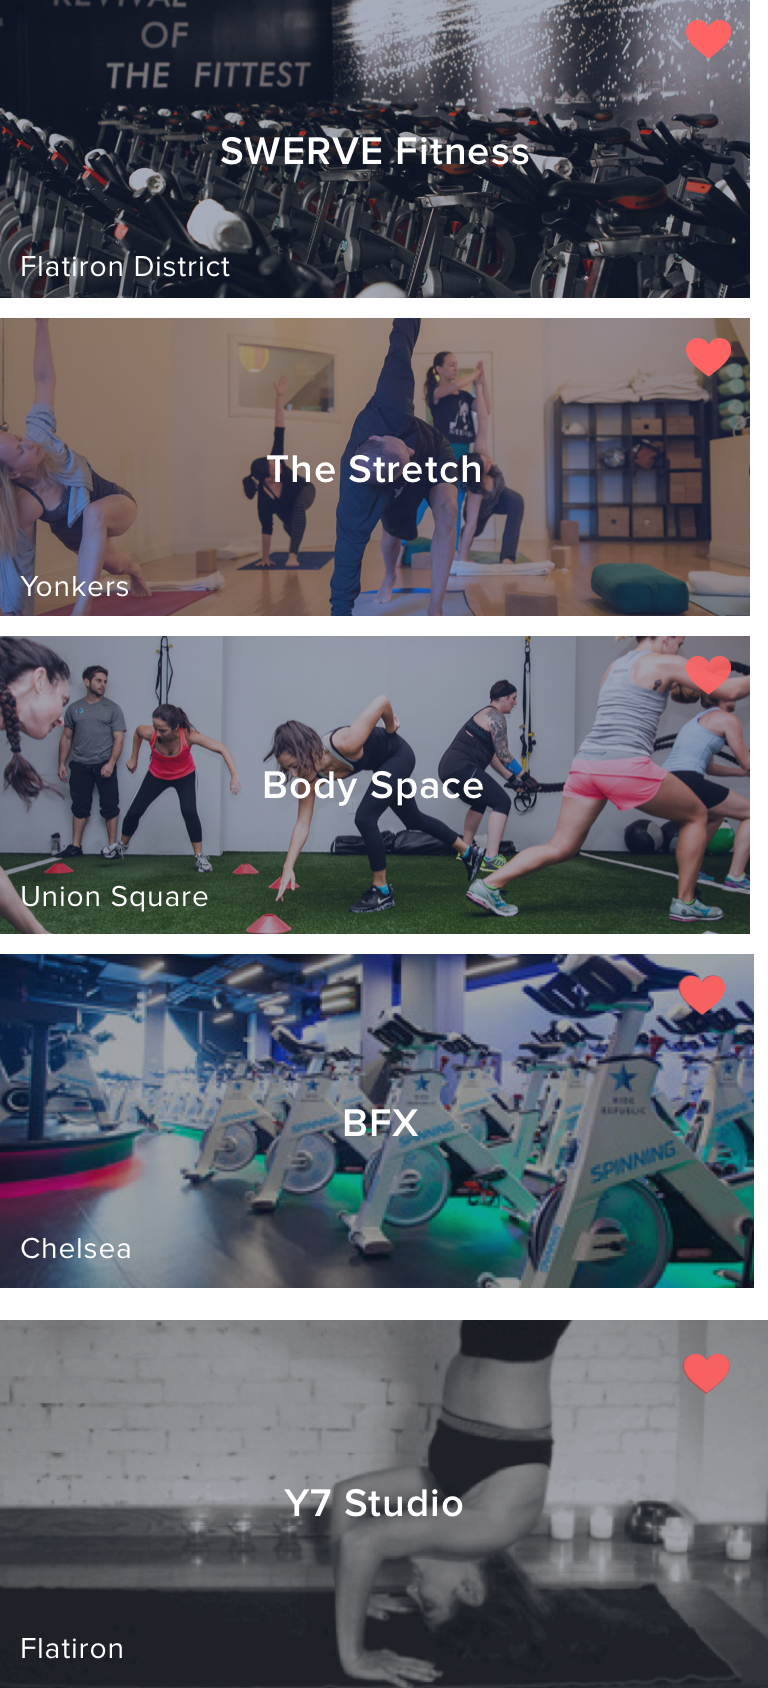 REVIVAL
OF
THE FITTEST
SWERVE Fitness
Flatiron District
The Stretch
Yonkers
Body Space
Union Square
BFX
SPINNING
Chelsea
Y7 Studio
Flatiron